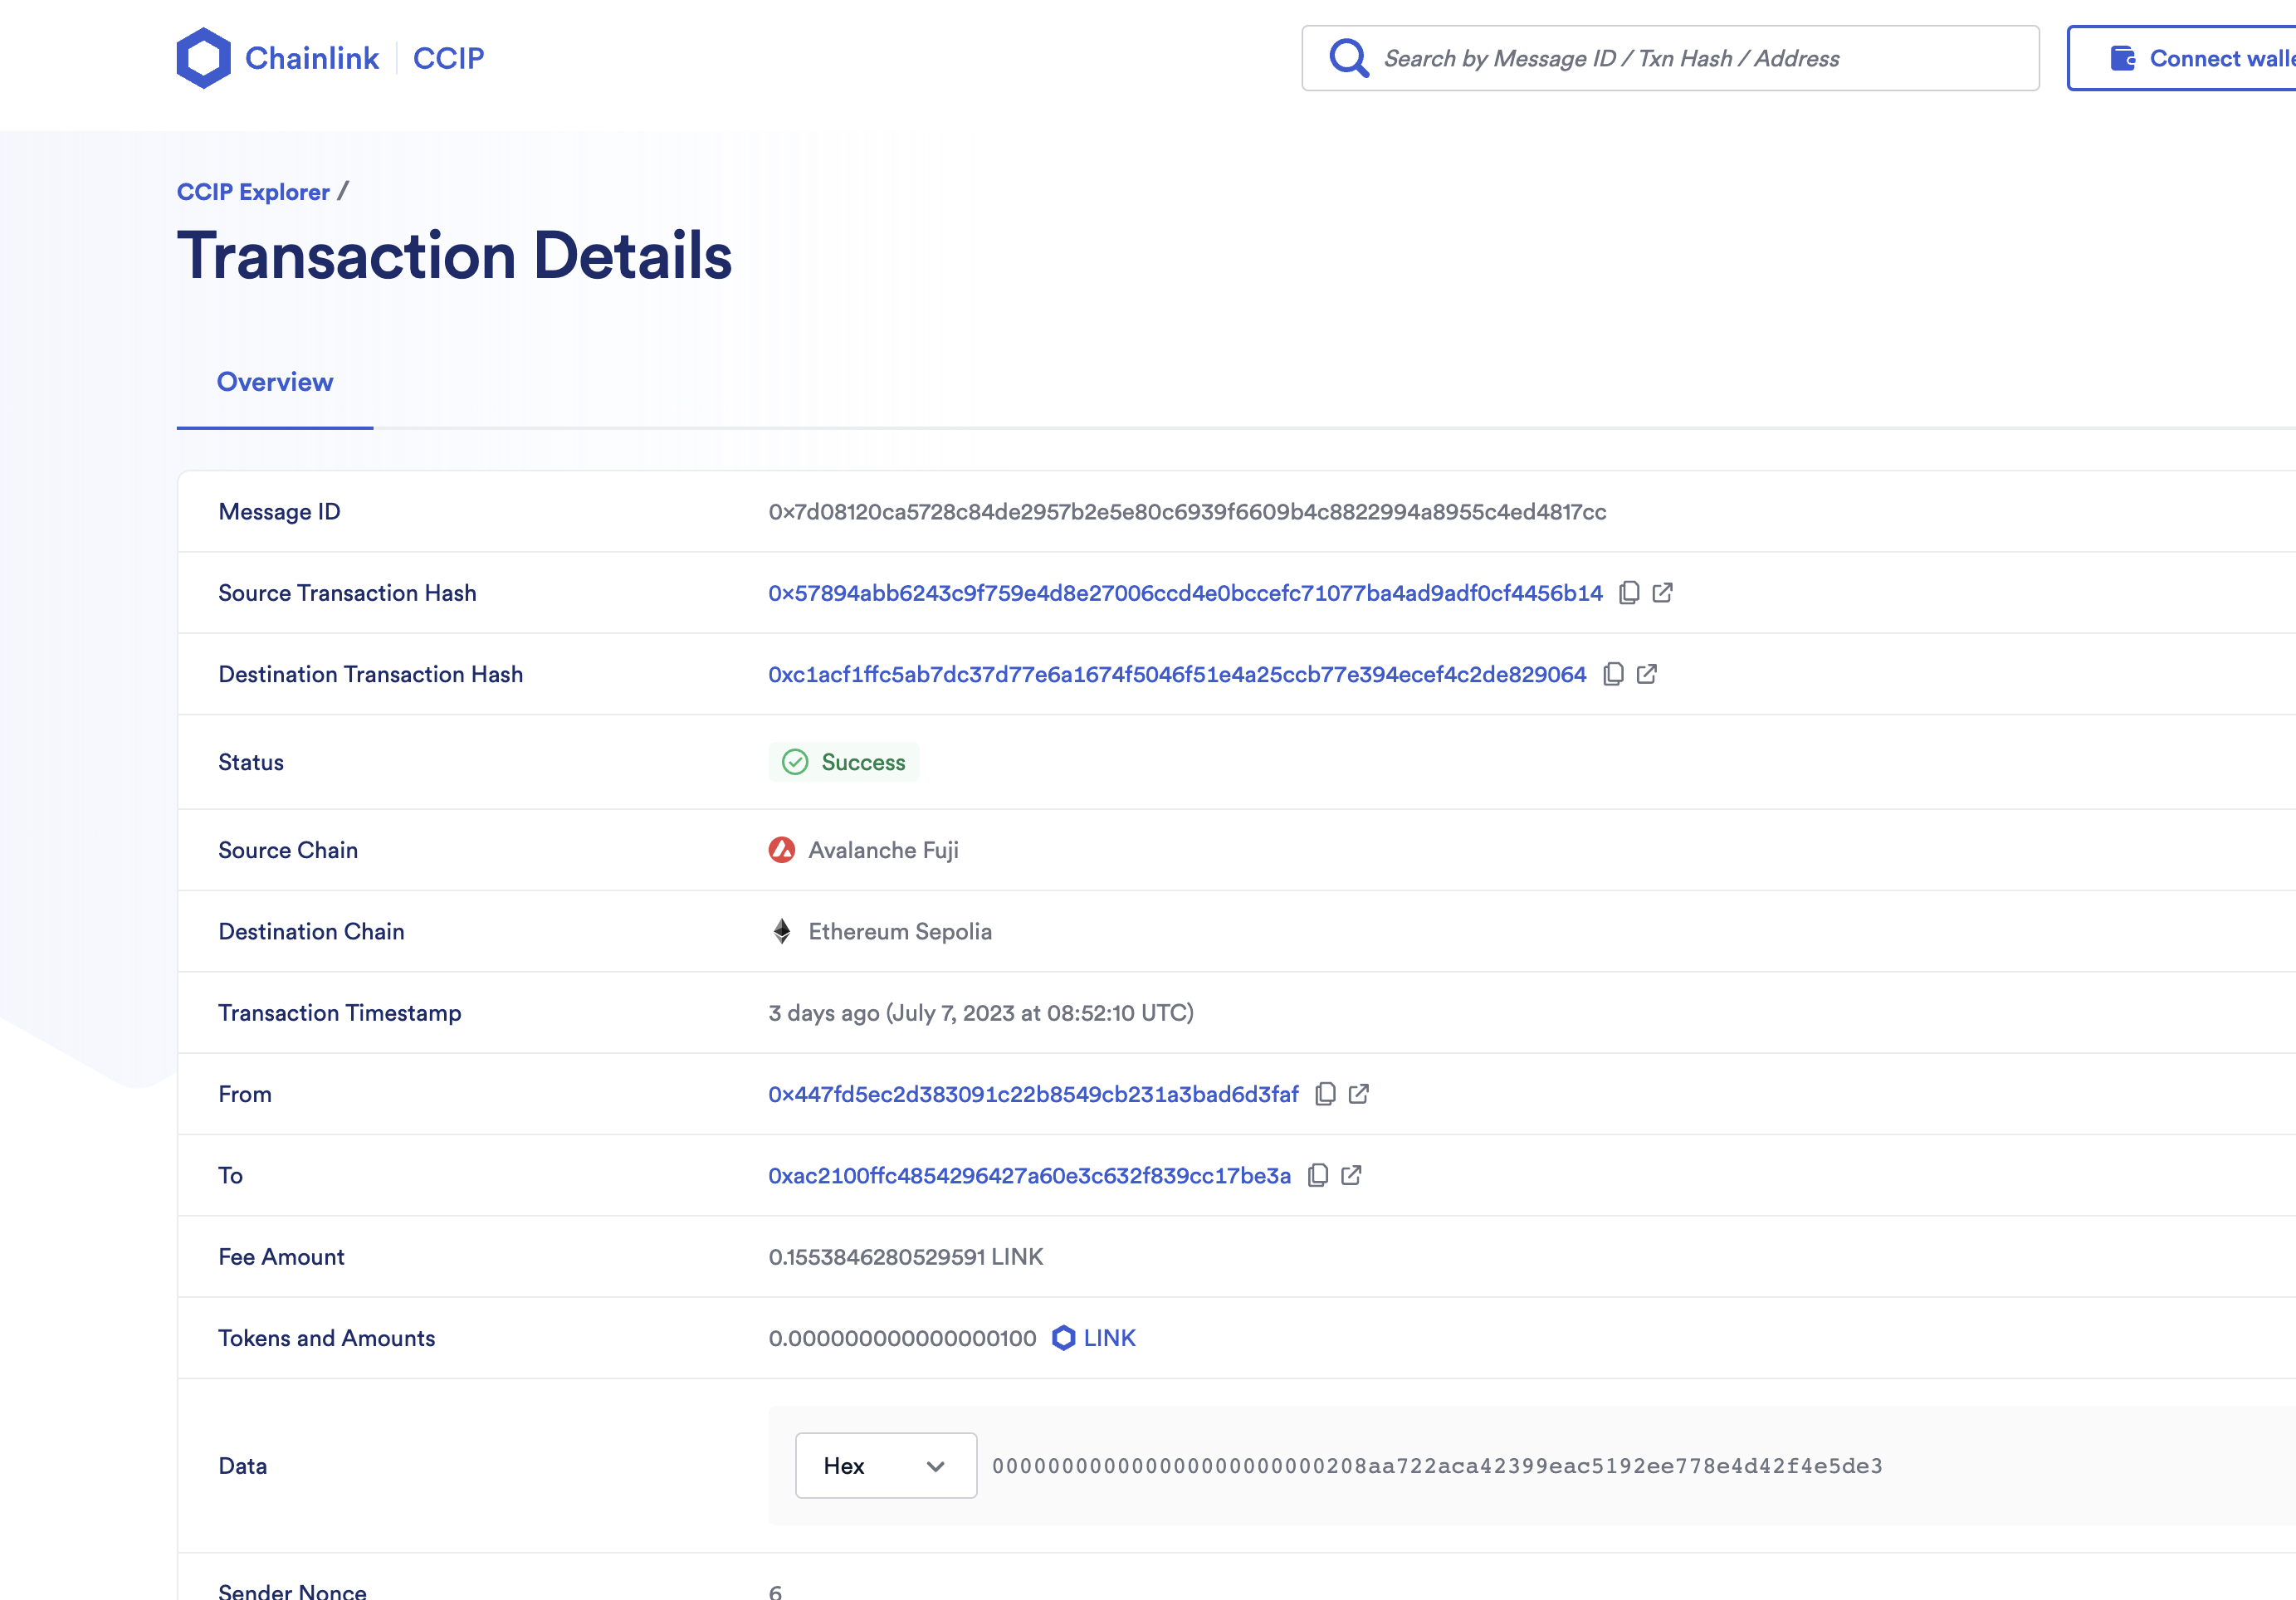 Chainlink | CCIP
Search by Message ID / Txn Hash / Address
Connect walle
CCIP Explorer /
Transaction Details
Overview
Message ID 0x7d08120ca5728c84de2957b2e5e80c6939f6609b4c8822994a8955c4ed4817cc
Source Transaction Hash 0x57894abb6243c9f759e4d8e27006ccd4e0bccefc71077ba4ad9adf0cf4456b14
Destination Transaction Hash 0xc1acf1ffc5ab7dc37d77e6a1674f5046f51e4a25ccb77e394ecef4c2de829064
Status Success
Source Chain Avalanche Fuji
Destination Chain Ethereum Sepolia
Transaction Timestamp 3 days ago (July 7, 2023 at 08:52:10 UTC)
From 0x447fd5ec2d383091c22b8549cb231a3bad6d3faf
To 0xac2100ffc4854296427a60e3c632f839cc17be3a
Fee Amount 0.1553846280529591 LINK
Tokens and Amounts 0.000000000000000100 LINK
Data Hex 0000000000000000000000000208aa722aca42399eac5192ee778e4d42f4e5de3
Sender Nonce 6